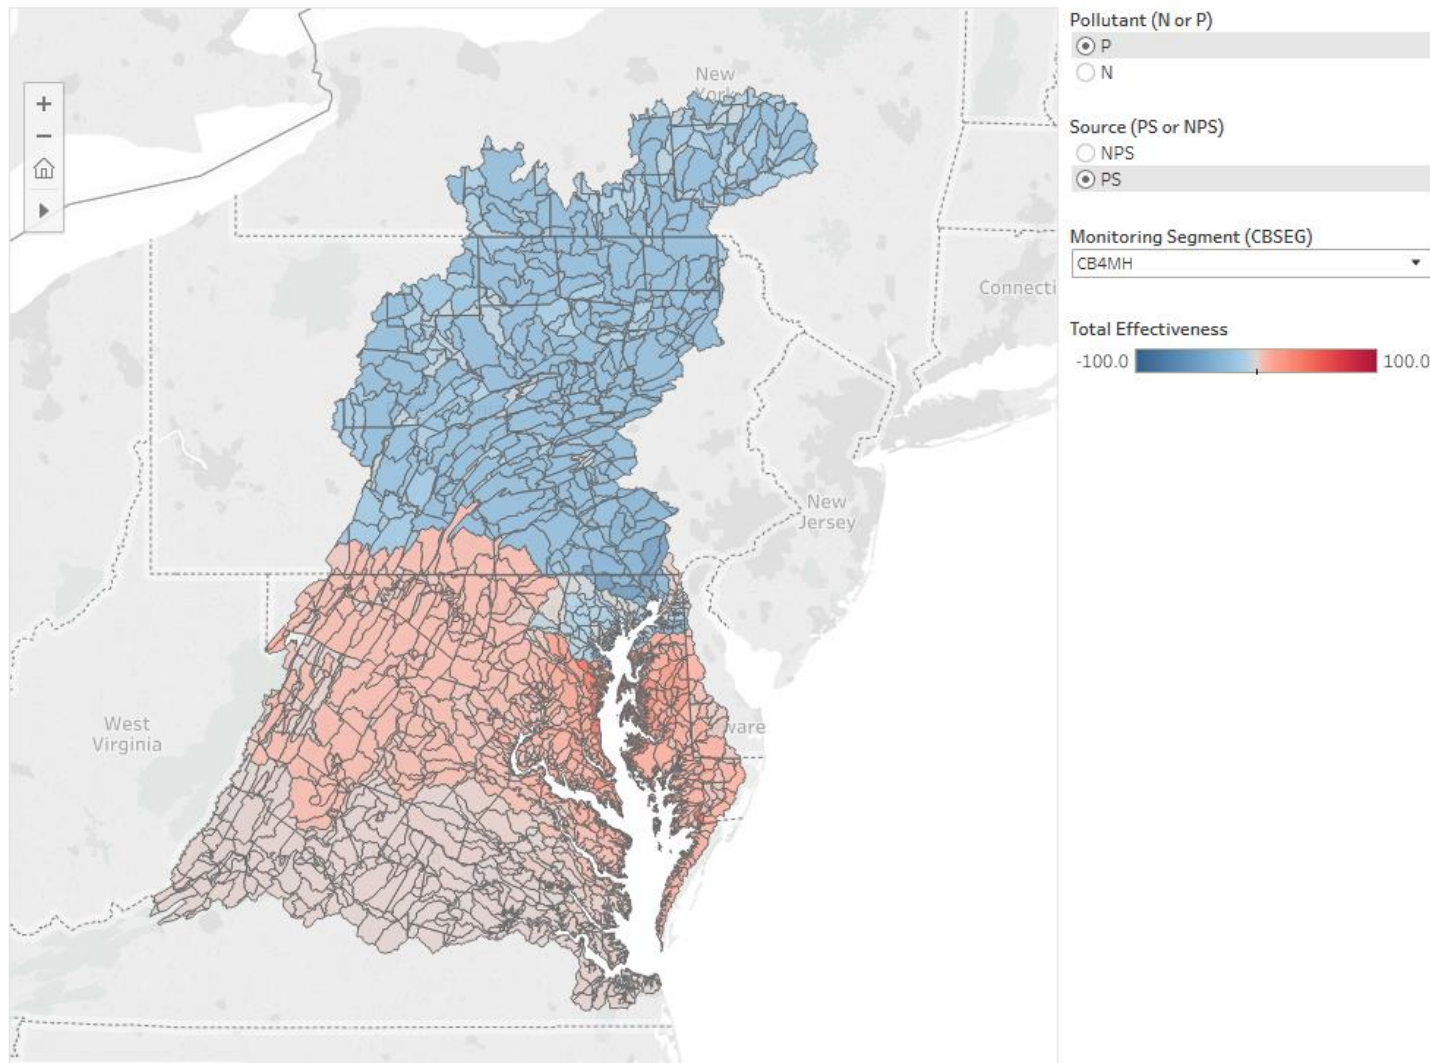 Pollutant (N or P)
P
N
Source (PS or NPS)
NPS
PS
Monitoring Segment (CBSEG)
CB4MH
Total Effectiveness
-100.0
100.0
+
−
New
York
Connecti
New
Jersey
West
Virginia
ware